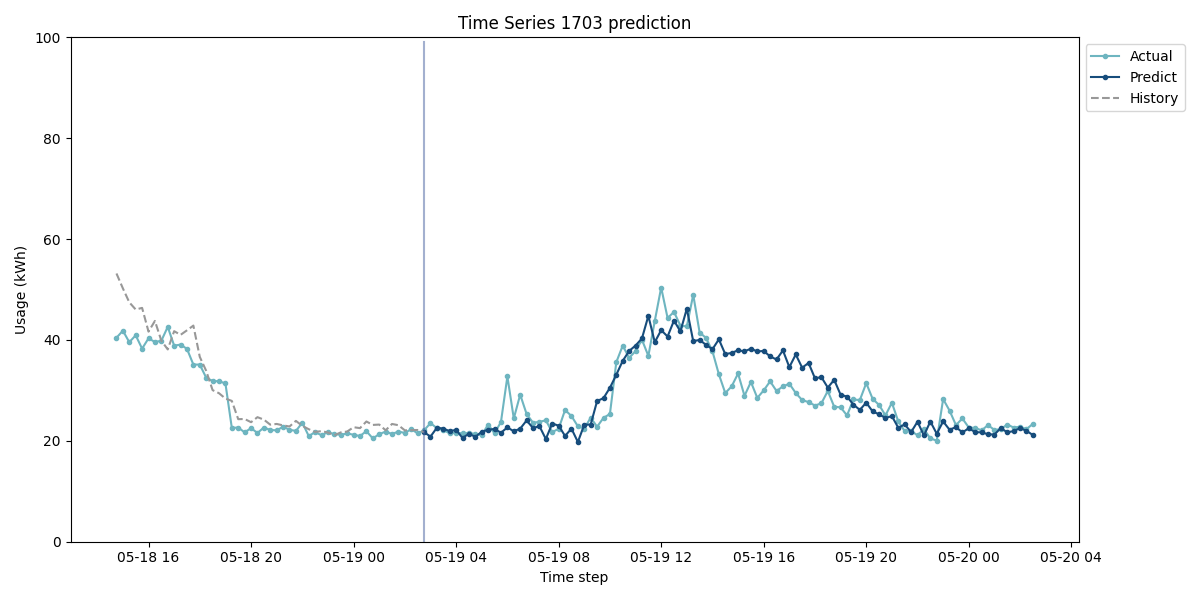 Time Series 1703 prediction
100
80
60
40
20
0
Usage (kWh)
05-18 16
05-18 20
05-19 00
05-19 04
05-19 08
05-19 12
05-19 16
05-19 20
05-20 00
05-20 04
Time step
Actual
Predict
History